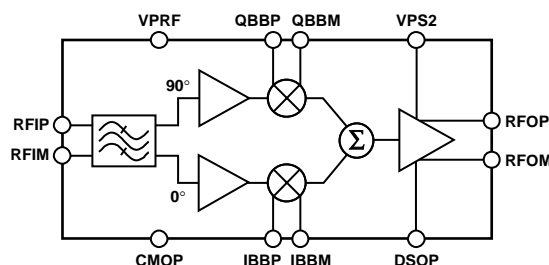 VPRF QBBP QBBM VPS2
90°
RFIP
RFIM
RFOP
RFOM
Σ
0°
CMOP IBBP IBBM DSOP